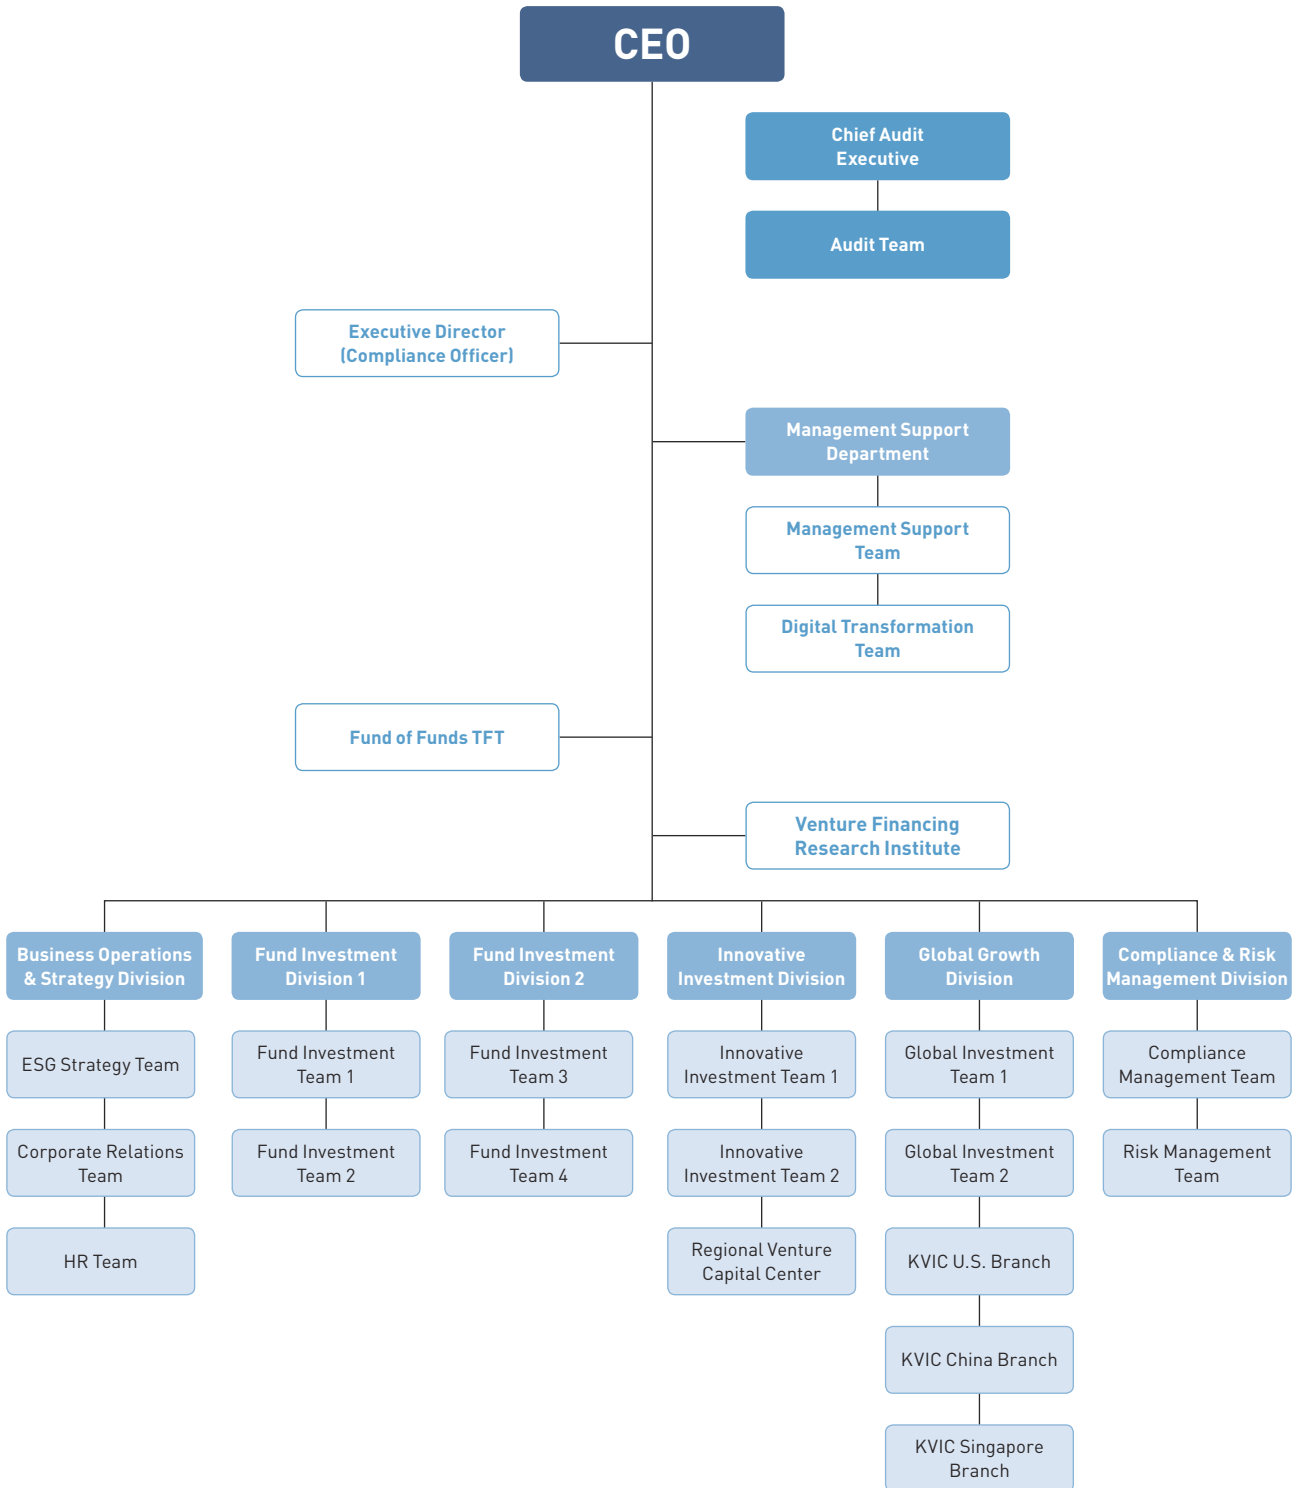 CEO
Chief Audit
Executive
Audit Team
Executive Director
(Compliance Officer)
Management Support
Department
Management Support
Team
Digital Transformation
Team
Fund of Funds TFT
Venture Financing
Research Institute
Business Operations
& Strategy Division
ESG Strategy Team
Corporate Relations
Team
HR Team
Fund Investment
Division 1
Fund Investment
Team 1
Fund Investment
Team 2
Fund Investment
Division 2
Fund Investment
Team 3
Fund Investment
Team 4
Innovative
Investment Division
Innovative
Investment Team 1
Innovative
Investment Team 2
Regional Venture
Capital Center
Global Growth
Division
Global Investment
Team 1
Global Investment
Team 2
KVIC U.S. Branch
KVIC China Branch
KVIC Singapore
Branch
Compliance & Risk
Management Division
Compliance
Management Team
Risk Management
Team